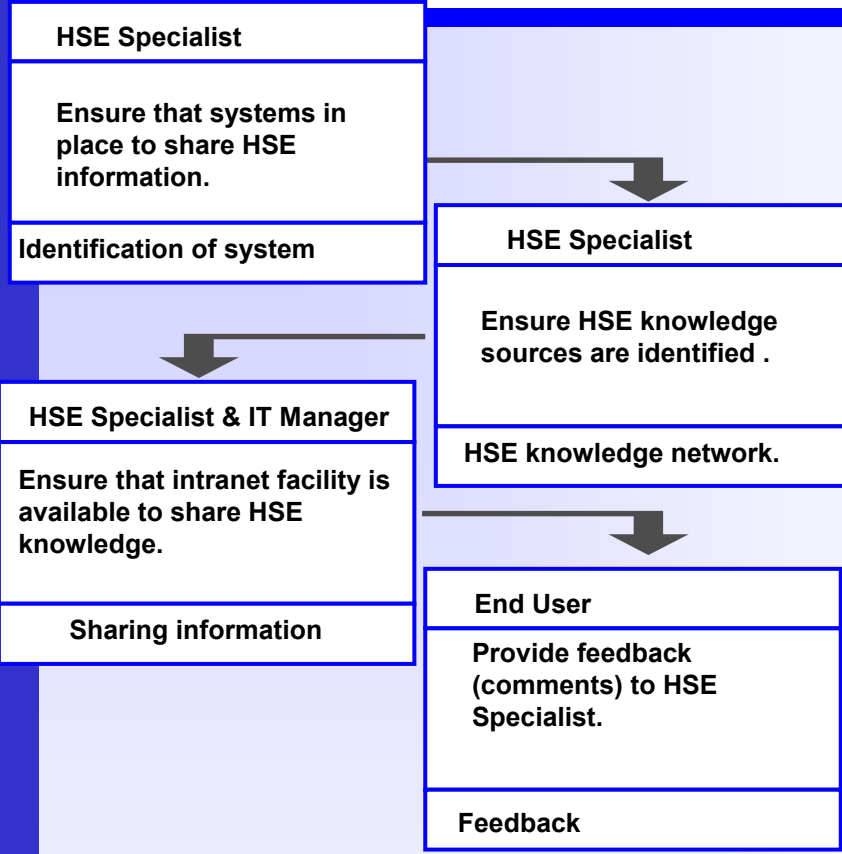 HSE Specialist
Ensure that systems in
place to share HSE
information.
Identification of system
HSE Specialist
Ensure HSE knowledge
sources are identified .
HSE knowledge network.
HSE Specialist & IT Manager
Ensure that intranet facility is
available to share HSE
knowledge.
Sharing information
End User
Provide feedback
(comments) to HSE
Specialist.
Feedback